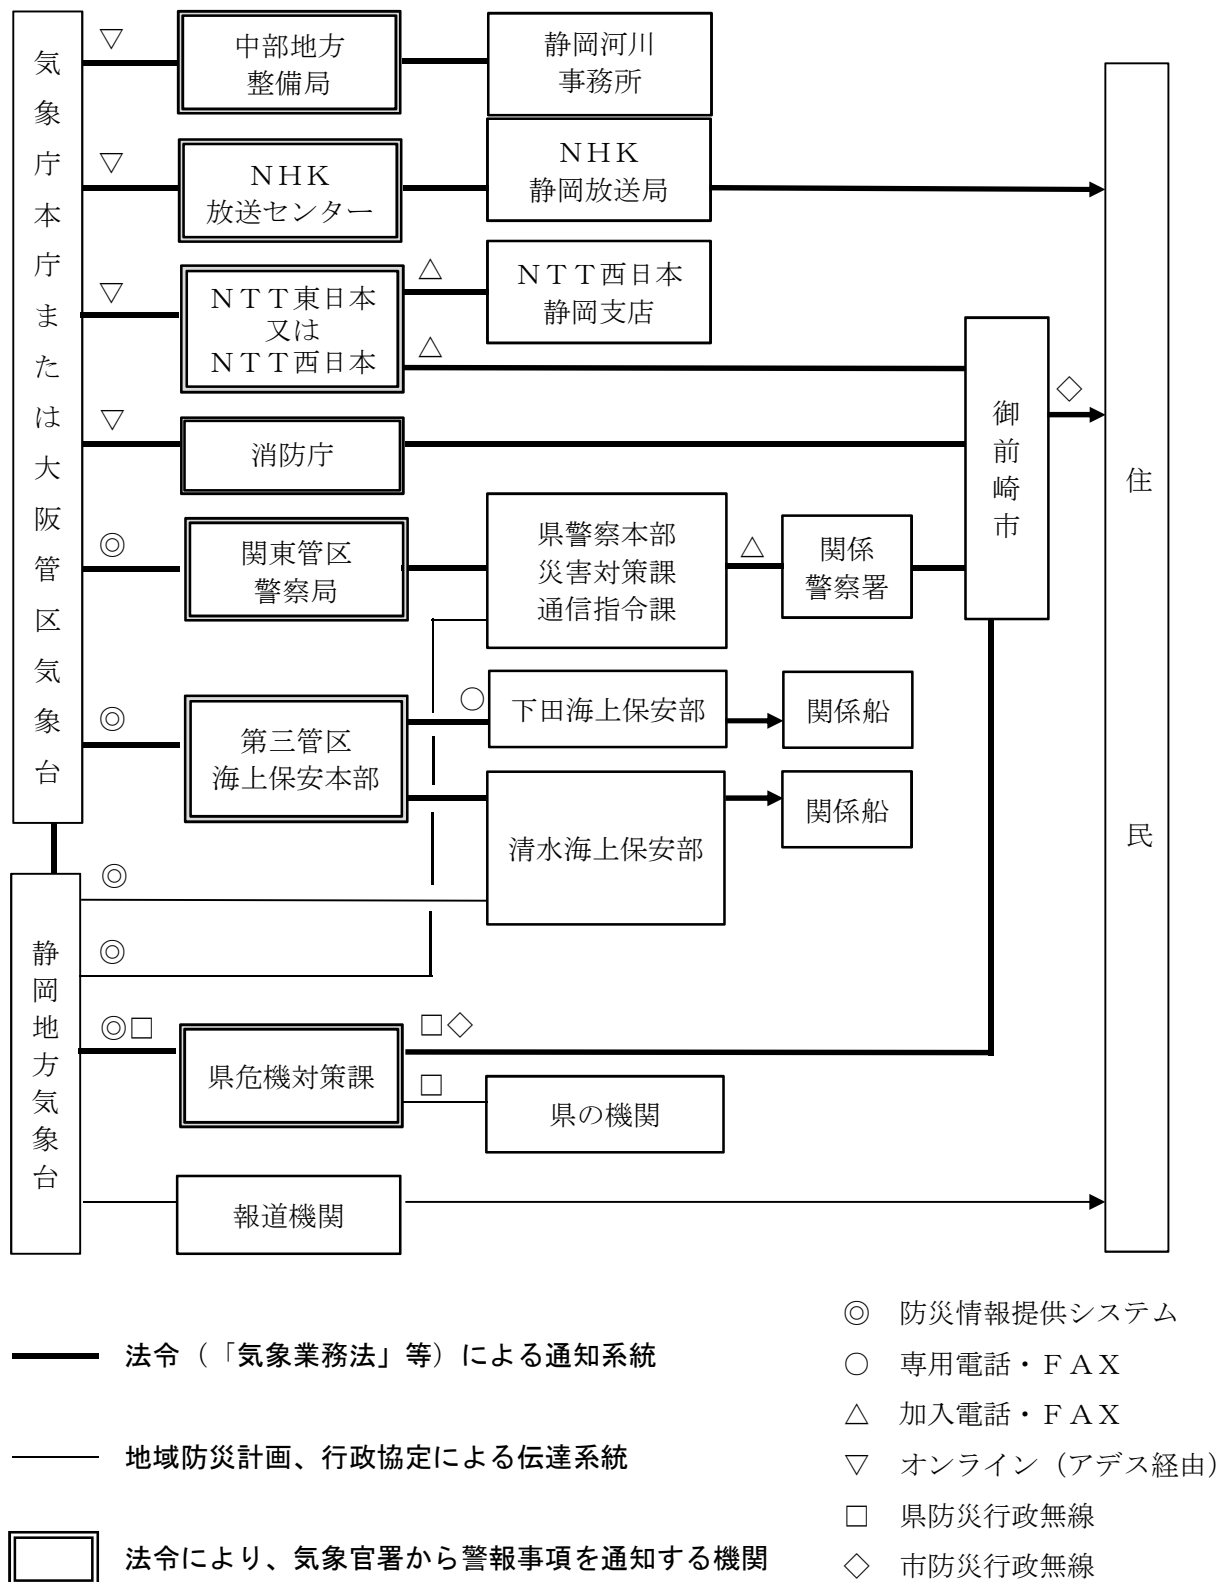 気象庁本庁または大阪管区気象台
▽
中部地方
整備局
静岡河川
事務所
▽
ＮＨＫ
放送センター
ＮＨＫ
静岡放送局
▽
ＮＴＴ東日本
又は
ＮＴＴ西日本
△
ＮＴＴ西日本
静岡支店
△
▽
消防庁
御前崎市
◇
住民
◎
関東管区
警察局
県警察本部
災害対策課
通信指令課
△
関係
警察署
◎
第三管区
海上保安本部
○
下田海上保安部
関係船
清水海上保安部
関係船
静岡地方気象台
◎
◎
◎□
県危機対策課
□◇
□
県の機関
報道機関
法令（「気象業務法」等）による通知系統
地域防災計画、行政協定による伝達系統
法令により、気象官署から警報事項を通知する機関
◎ 防災情報提供システム
○ 専用電話・ＦＡＸ
△ 加入電話・ＦＡＸ
▽ オンライン（アデス経由）
□ 県防災行政無線
◇ 市防災行政無線